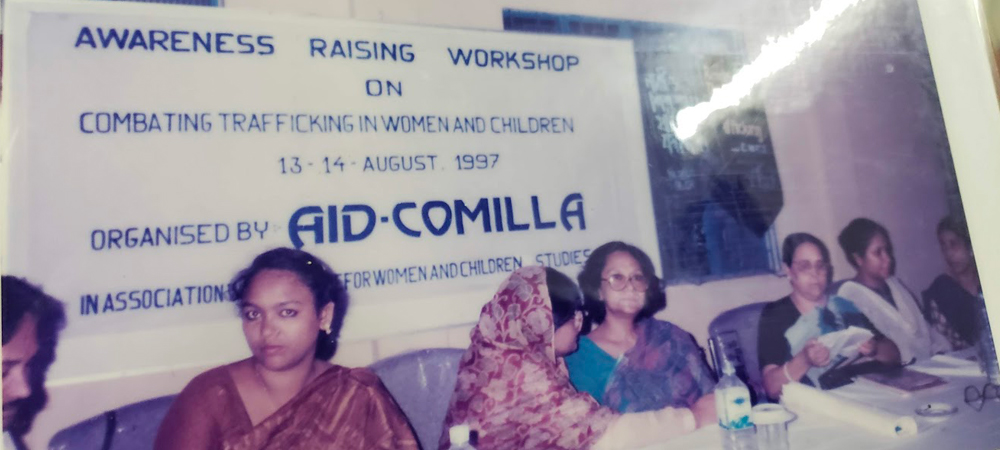 AWARENESS RAISING WORKSHOP
ON
COMBATING TRAFFICKING IN WOMEN AND CHILDREN
13-14-AUGUST. 1997
ORGANISED BY: AID-COMILLA
IN ASSOCIATION FOR WOMEN AND CHILDREN STUDIES